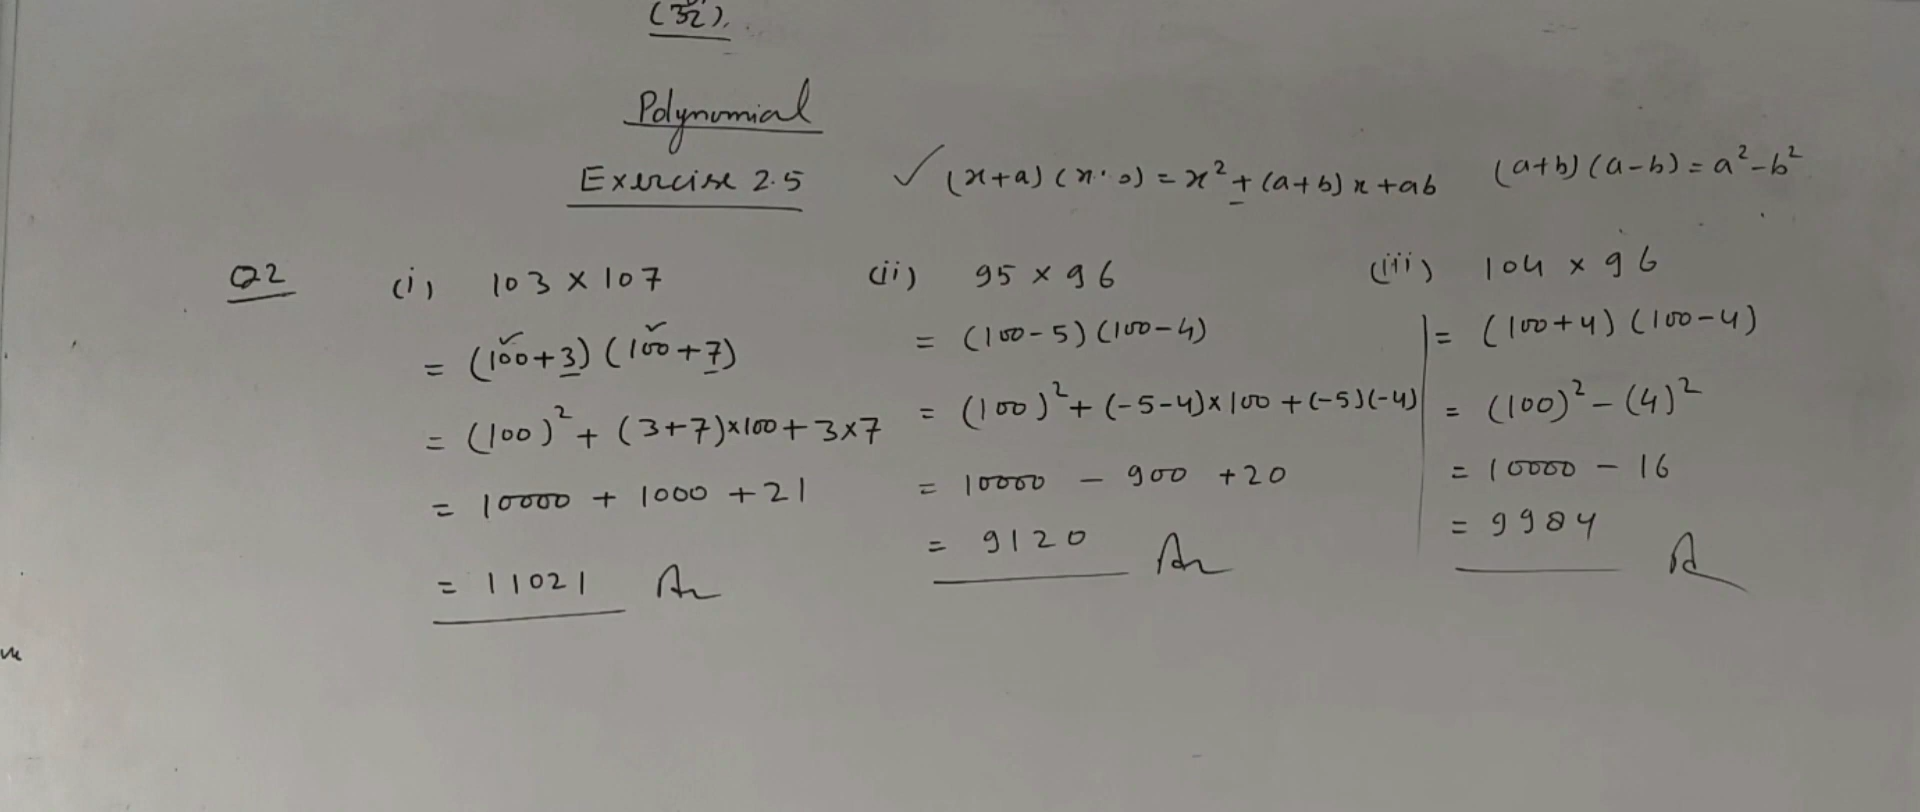 (32).
Polynomial
Exercise 2.5
✓ (x+a) (x  ) = x² + (a+b) x + ab
(a+b) (a-b) = a² - b²
Q2
(i) 103 × 107
= (100+3) (100+7)
= (100)² + (3+7)×100 + 3×7
= 10000 + 1000 + 21
= 11021 An
(ii) 95 × 96
= (100-5) (100-4)
= (100)² + (-5-4)×100 + (-5)(-4)
= 10000 - 900 + 20
= 9120 An
(iii) 104 × 96
= (100+4) (100-4)
= (100)² - (4)²
= 10000 - 16
= 9984 A